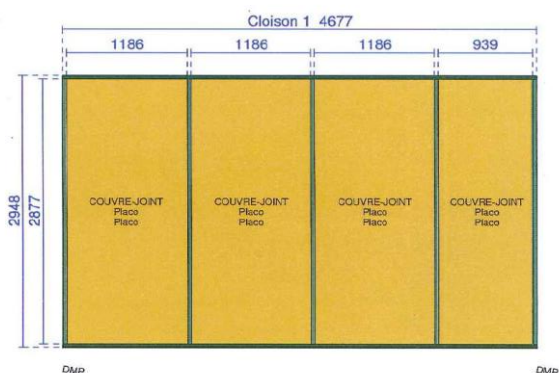 Cloison 1 4677
1186 1186 1186 939
2948
2877
COUVRE-JOINT
Placo
Placo
COUVRE-JOINT
Placo
Placo
COUVRE-JOINT
Placo
Placo
COUVRE-JOINT
Placo
Placo
DMP DMP